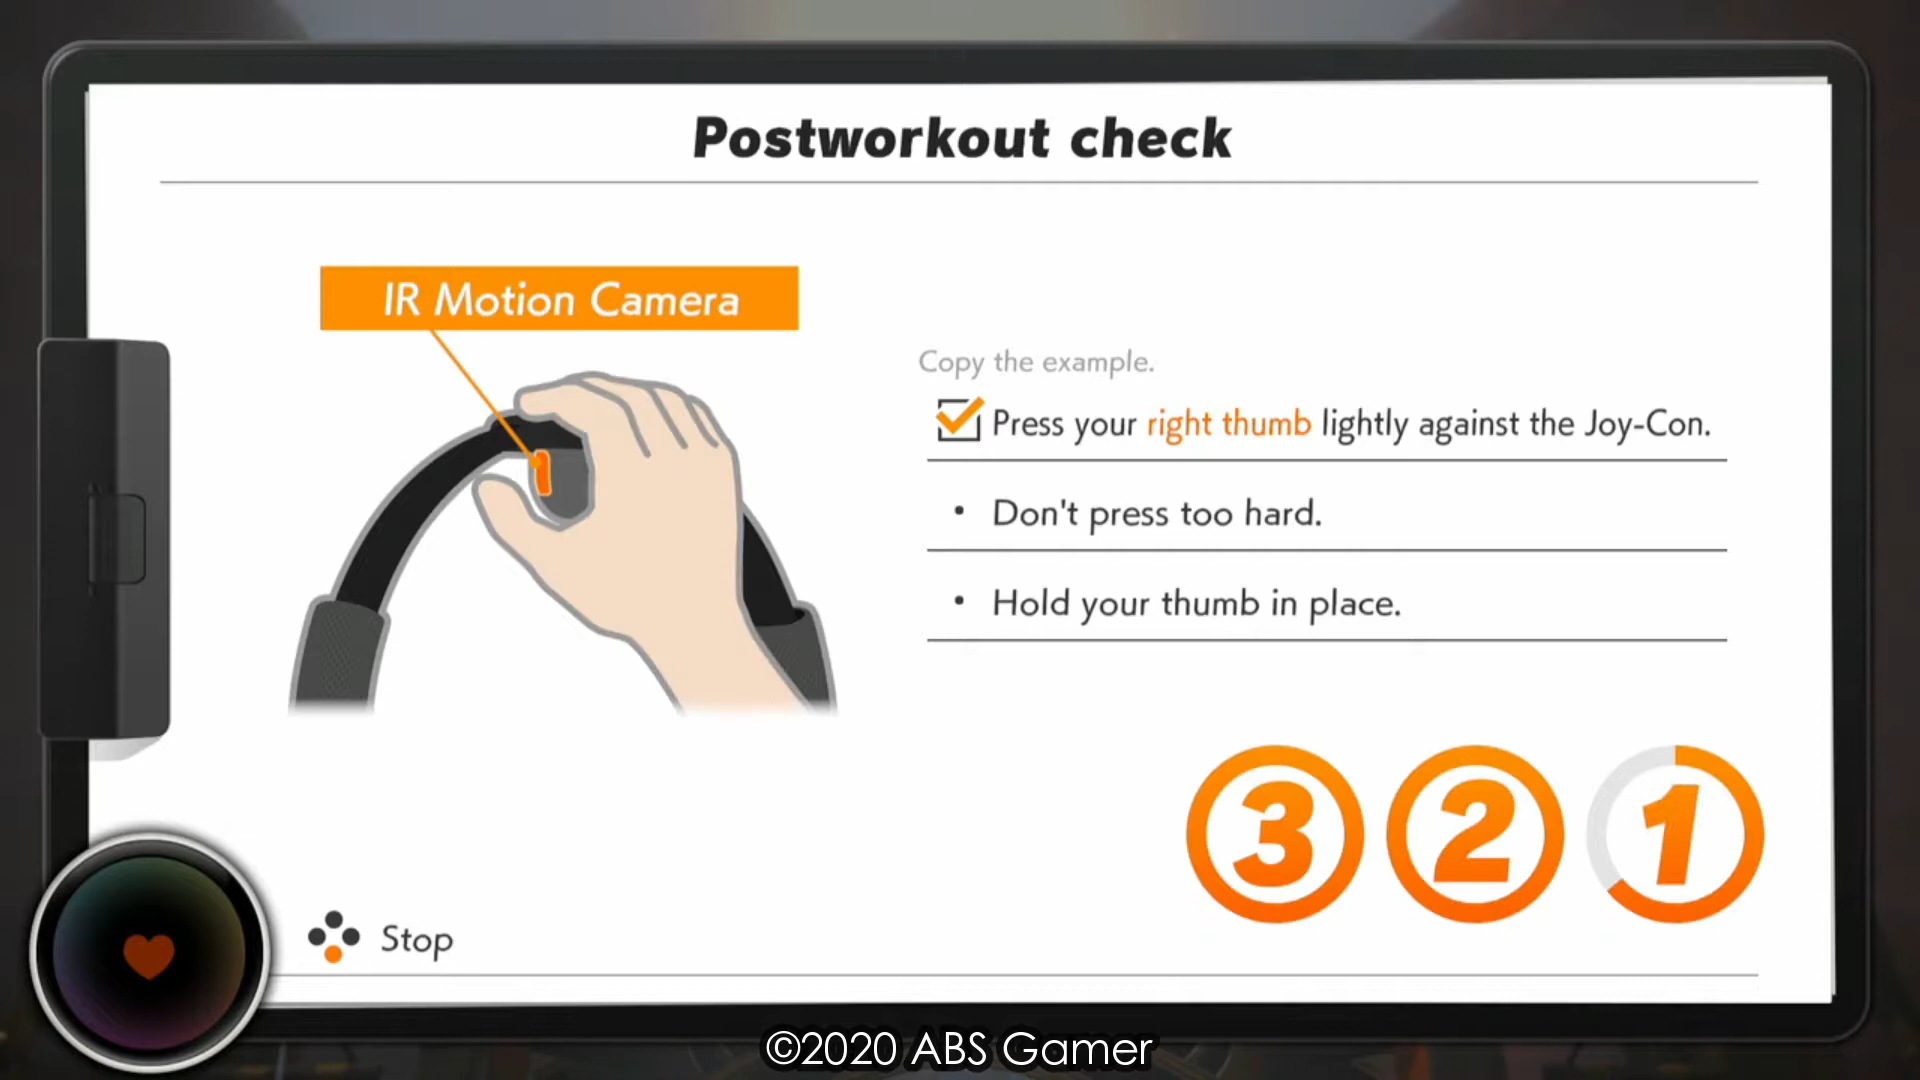 Postworkout check
IR Motion Camera
Copy the example.
Press your right thumb lightly against the Joy-Con.
• Don't press too hard.
• Hold your thumb in place.
3 2 1
Stop
©2020 ABS Gamer